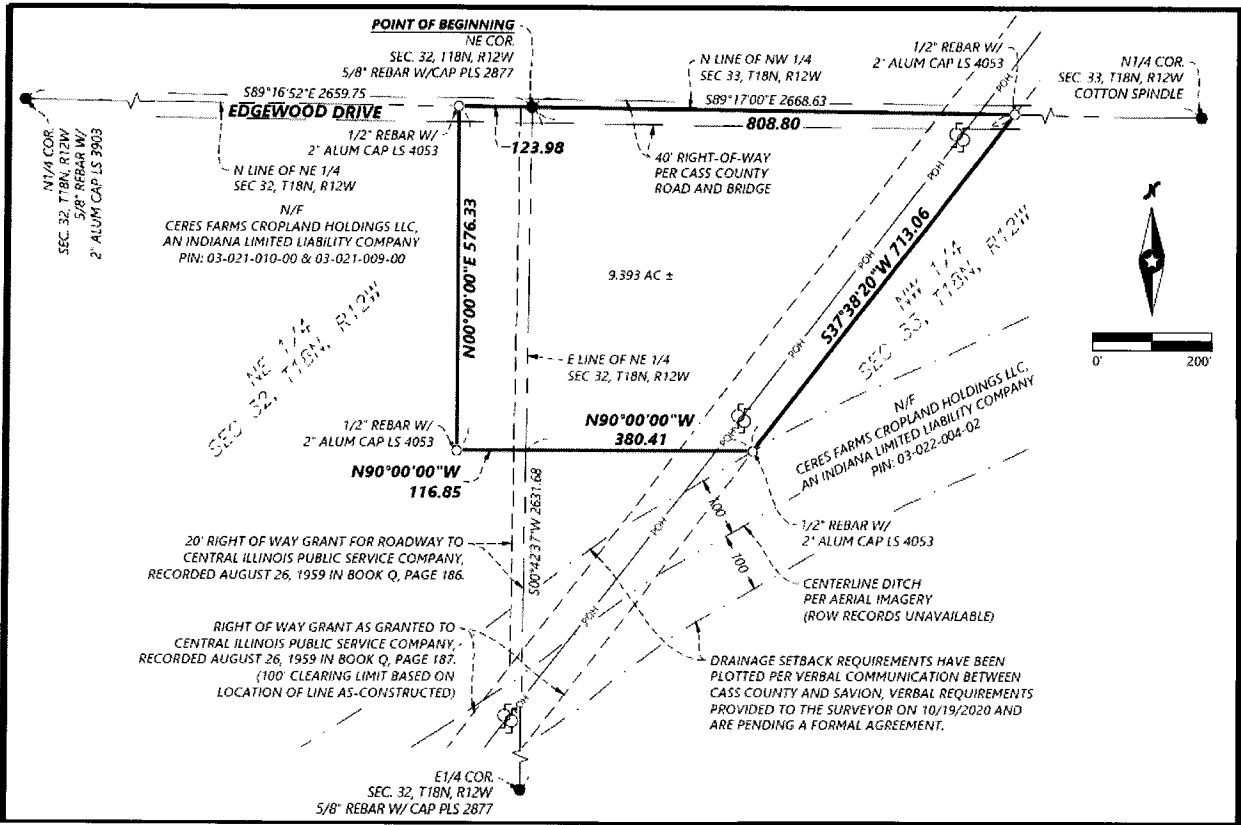 POINT OF BEGINNING
NE COR.
SEC. 32, T18N, R12W
5/8" REBAR W/CAP PLS 2877
N LINE OF NW 1/4
SEC 33, T18N, R12W
1/2" REBAR W/
2" ALUM CAP LS 4053
N1/4 COR.
SEC. 33, T18N, R12W
COTTON SPINDLE
S89°16'52"E 2659.75
EDGEWOOD DRIVE
S89°17'00"E 2668.63
808.80
1/2" REBAR W/
2" ALUM CAP LS 4053
123.98
40' RIGHT-OF-WAY
PER CASS COUNTY
ROAD AND BRIDGE
N1/4 COR.
SEC. 32, T18N, R12W
5/8" REBAR W/
2" ALUM CAP LS 3903
N LINE OF NE 1/4
SEC 32, T18N, R12W
N/F
CERES FARMS CROPLAND HOLDINGS LLC,
AN INDIANA LIMITED LIABILITY COMPANY
PIN: 03-021-010-00 & 03-021-009-00
N00°00'00"E 576.33
9.393 AC ±
POH
POH
POH
S37°38'20"W 713.06
NW 1/4
SEC 33, T18N, R12W
N
0'
200'
NE 1/4
SEC 32, T18N, R12W
E LINE OF NE 1/4
SEC 32, T18N, R12W
N/F
CERES FARMS CROPLAND HOLDINGS LLC,
AN INDIANA LIMITED LIABILITY COMPANY
PIN: 03-022-004-02
1/2" REBAR W/
2" ALUM CAP LS 4053
N90°00'00"W
380.41
N90°00'00"W
116.85
POH
POH
POH
POH
S00°42'37"W 2631.68
100
100
1/2" REBAR W/
2" ALUM CAP LS 4053
20' RIGHT OF WAY GRANT FOR ROADWAY TO
CENTRAL ILLINOIS PUBLIC SERVICE COMPANY,
RECORDED AUGUST 26, 1959 IN BOOK Q, PAGE 186.
CENTERLINE DITCH
PER AERIAL IMAGERY
(ROW RECORDS UNAVAILABLE)
RIGHT OF WAY GRANT AS GRANTED TO
CENTRAL ILLINOIS PUBLIC SERVICE COMPANY,
RECORDED AUGUST 26, 1959 IN BOOK Q, PAGE 187.
(100' CLEARING LIMIT BASED ON
LOCATION OF LINE AS-CONSTRUCTED)
DRAINAGE SETBACK REQUIREMENTS HAVE BEEN
PLOTTED PER VERBAL COMMUNICATION BETWEEN
CASS COUNTY AND SAVION, VERBAL REQUIREMENTS
PROVIDED TO THE SURVEYOR ON 10/19/2020 AND
ARE PENDING A FORMAL AGREEMENT.
E1/4 COR.
SEC. 32, T18N, R12W
5/8" REBAR W/ CAP PLS 2877